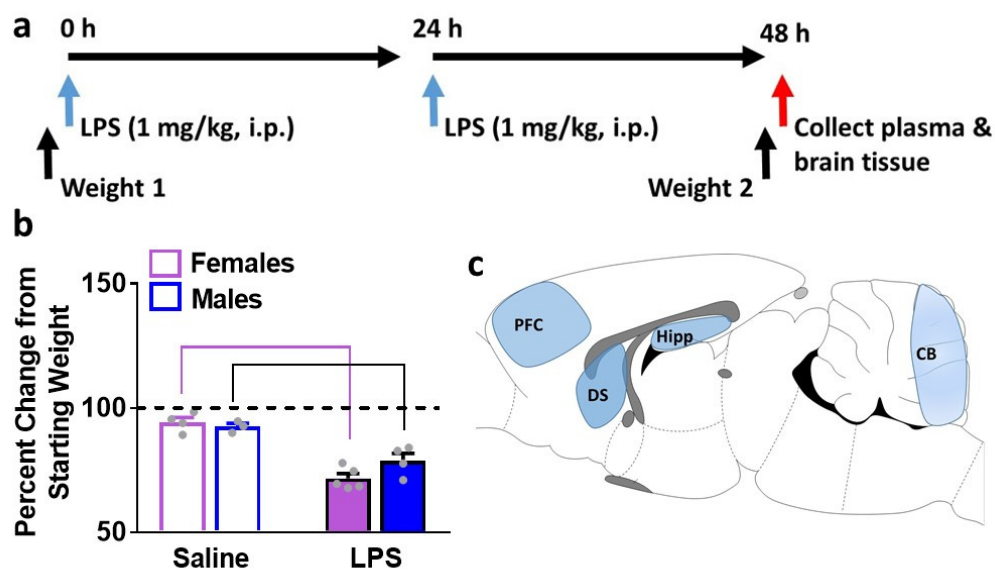 a
0 h
24 h
48 h
LPS (1 mg/kg, i.p.)
LPS (1 mg/kg, i.p.)
Collect plasma &
brain tissue
Weight 1
Weight 2
b
Females
Males
Percent Change from
Starting Weight
150
100
50
Saline
LPS
c
PFC
Hipp
DS
CB